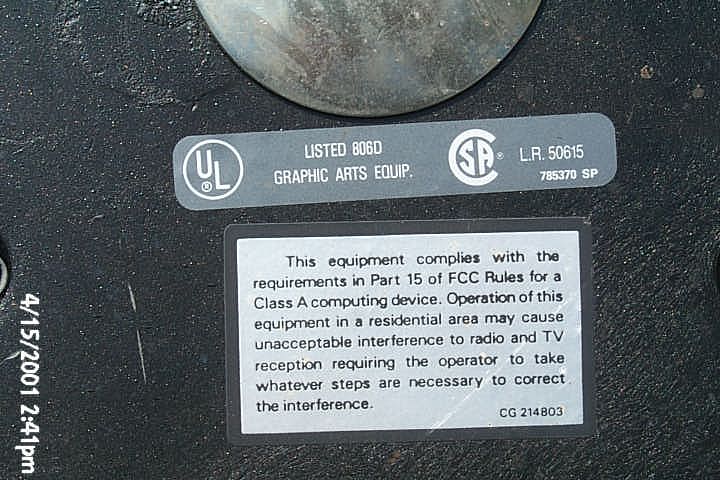 UL ®
LISTED 806D
GRAPHIC ARTS EQUIP.
SA ®
L.R. 50615
785370 SP
This equipment complies with the
requirements in Part 15 of FCC Rules for a
Class A computing device. Operation of this
equipment in a residential area may cause
unacceptable interference to radio and TV
reception requiring the operator to take
whatever steps are necessary to correct
the interference.
CG 214803
4/15/2001 2:41pm